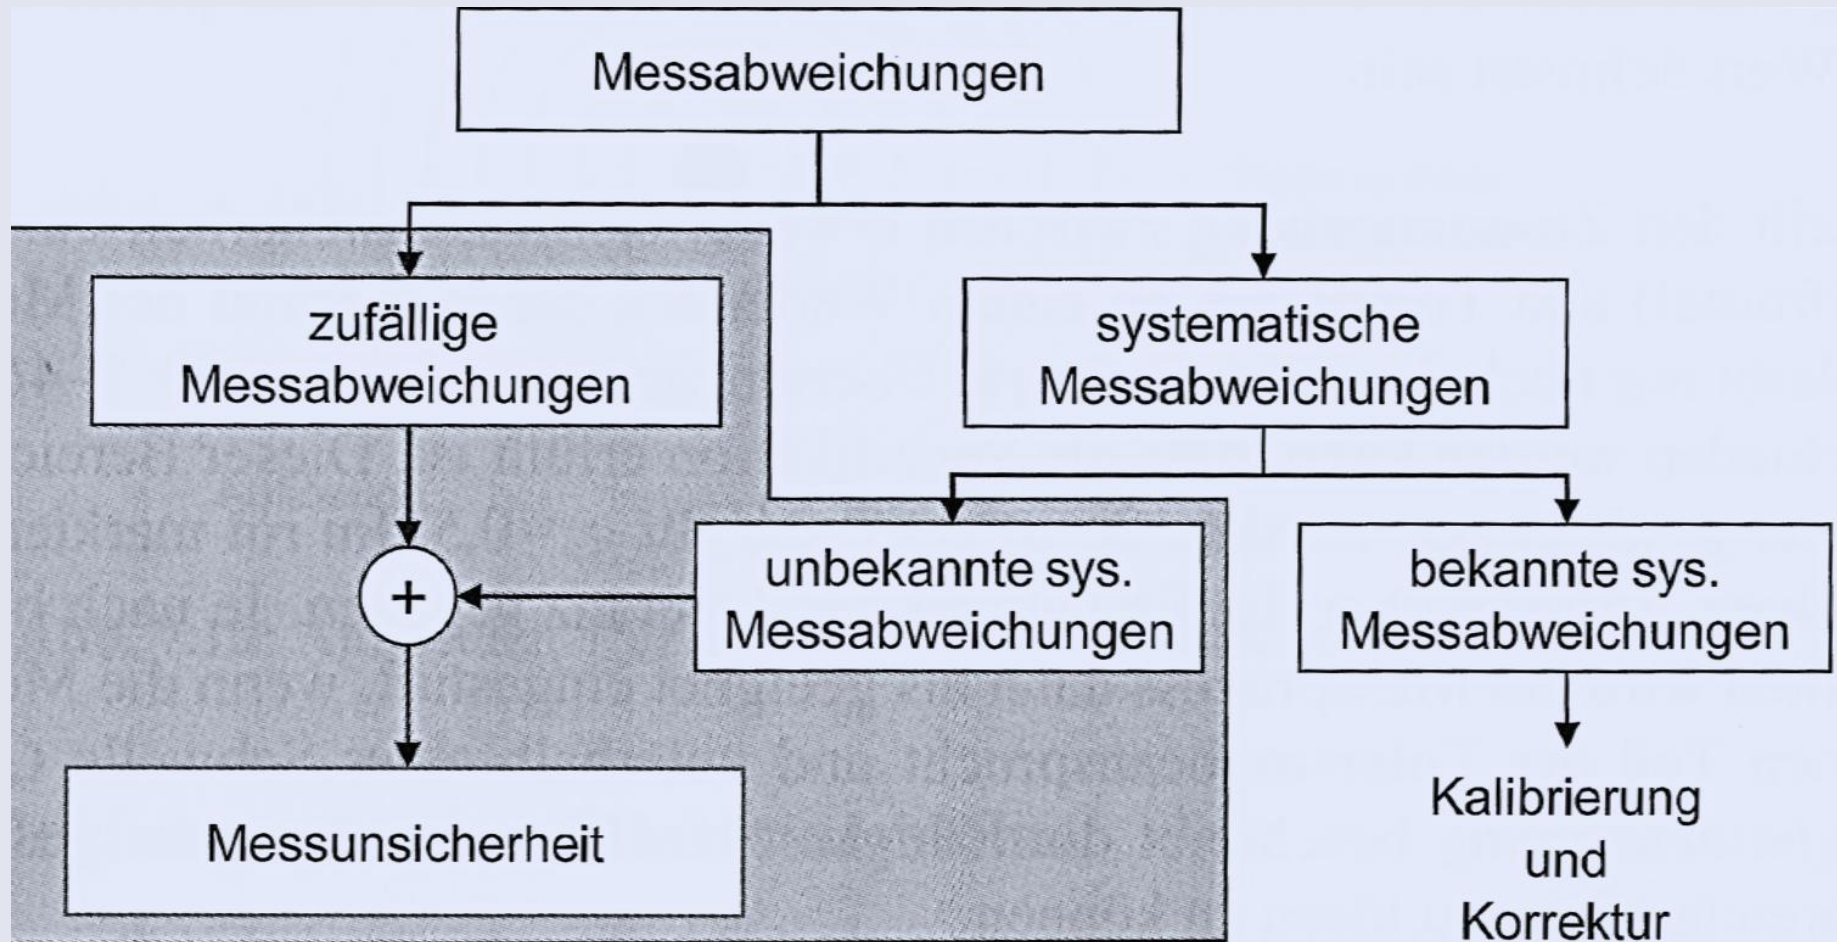 Messabweichungen
zufällige
Messabweichungen
systematische
Messabweichungen
unbekannte sys.
Messabweichungen
bekannte sys.
Messabweichungen
+
Messunsicherheit
Kalibrierung
und
Korrektur